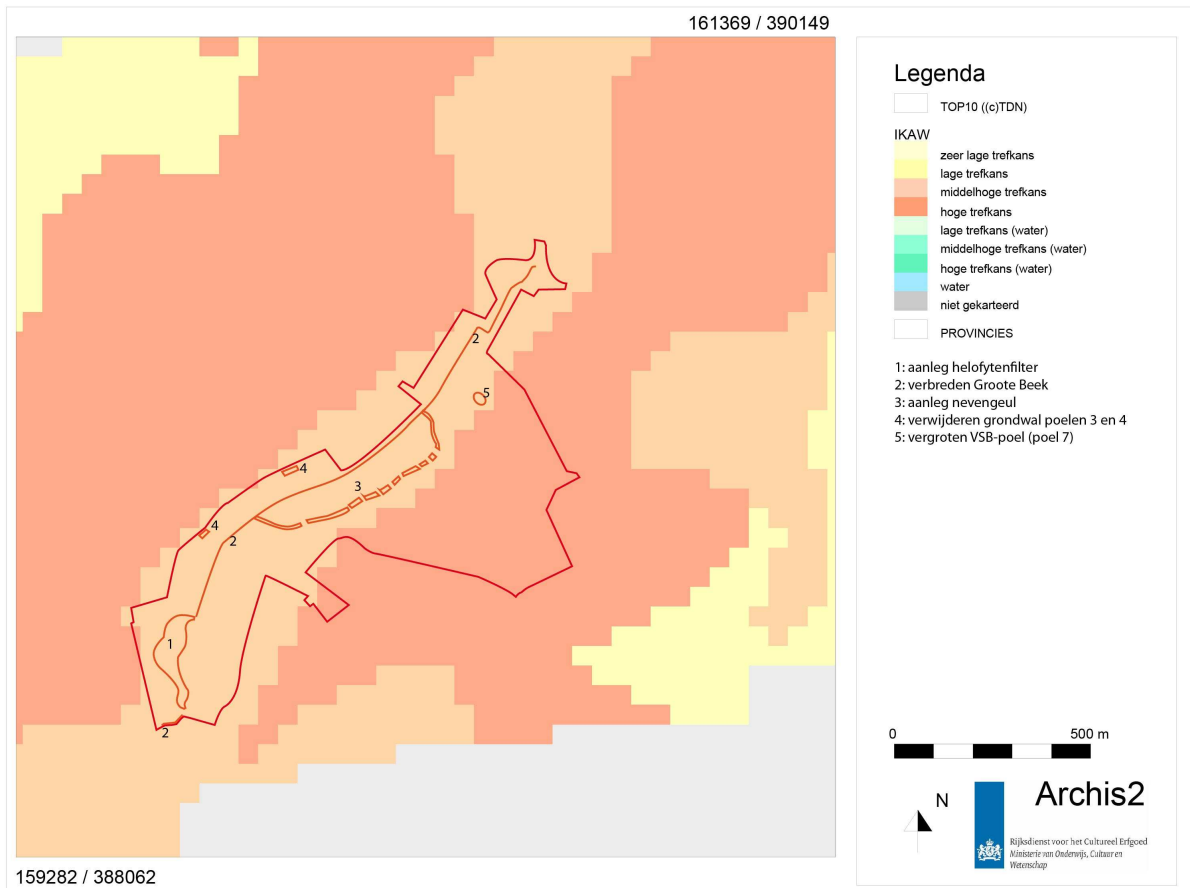 161369 / 390149
Legenda
TOP10 ((c)TDN)
IKAW
zeer lage trefkans
lage trefkans
middelhoge trefkans
hoge trefkans
lage trefkans (water)
middelhoge trefkans (water)
hoge trefkans (water)
water
niet gekarteerd
PROVINCIES
1: aanleg helofytenfilter
2: verbreden Groote Beek
3: aanleg nevengeul
4: verwijderen grondwal poelen 3 en 4
5: vergroten VSB-poel (poel 7)
2
5
4
3
4
2
1
2
0 500 m
N
Archis2
Rijksdienst voor het Cultureel Erfgoed
Ministerie van Onderwijs, Cultuur en
Wetenschap
159282 / 388062